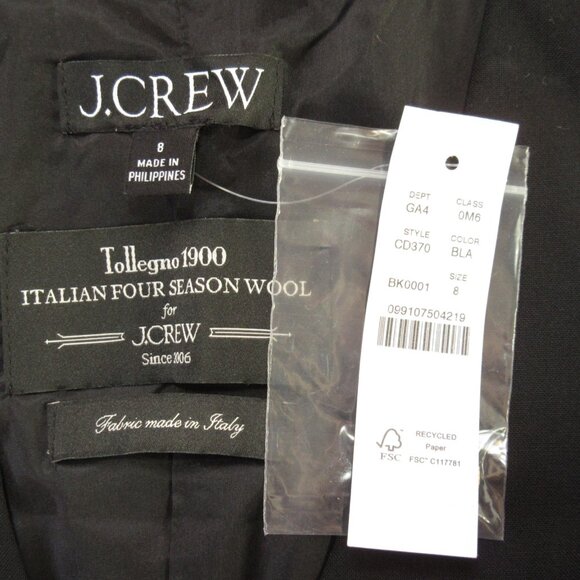 J.CREW
8
MADE IN
PHILIPPINES
Tollegno 1900
ITALIAN FOUR SEASON WOOL
for
J.CREW
Since 2006
Fabric made in Italy
DEPT CLASS
GA4 0M6
STYLE COLOR
CD370 BLA
SIZE
BK0001 8
099107504219
FSC
RECYCLED
Paper
FSC® C117761